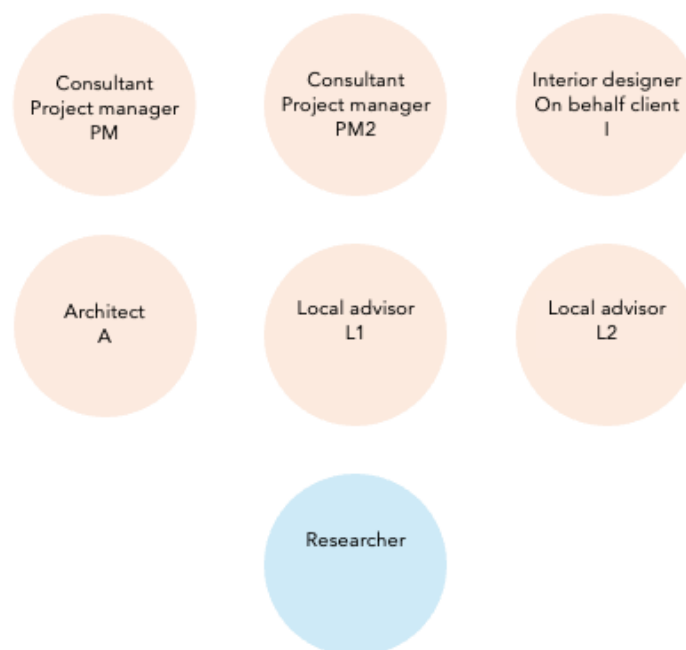 Consultant
Project manager
PM
Consultant
Project manager
PM2
Interior designer
On behalf client
I
Architect
A
Local advisor
L1
Local advisor
L2
Researcher